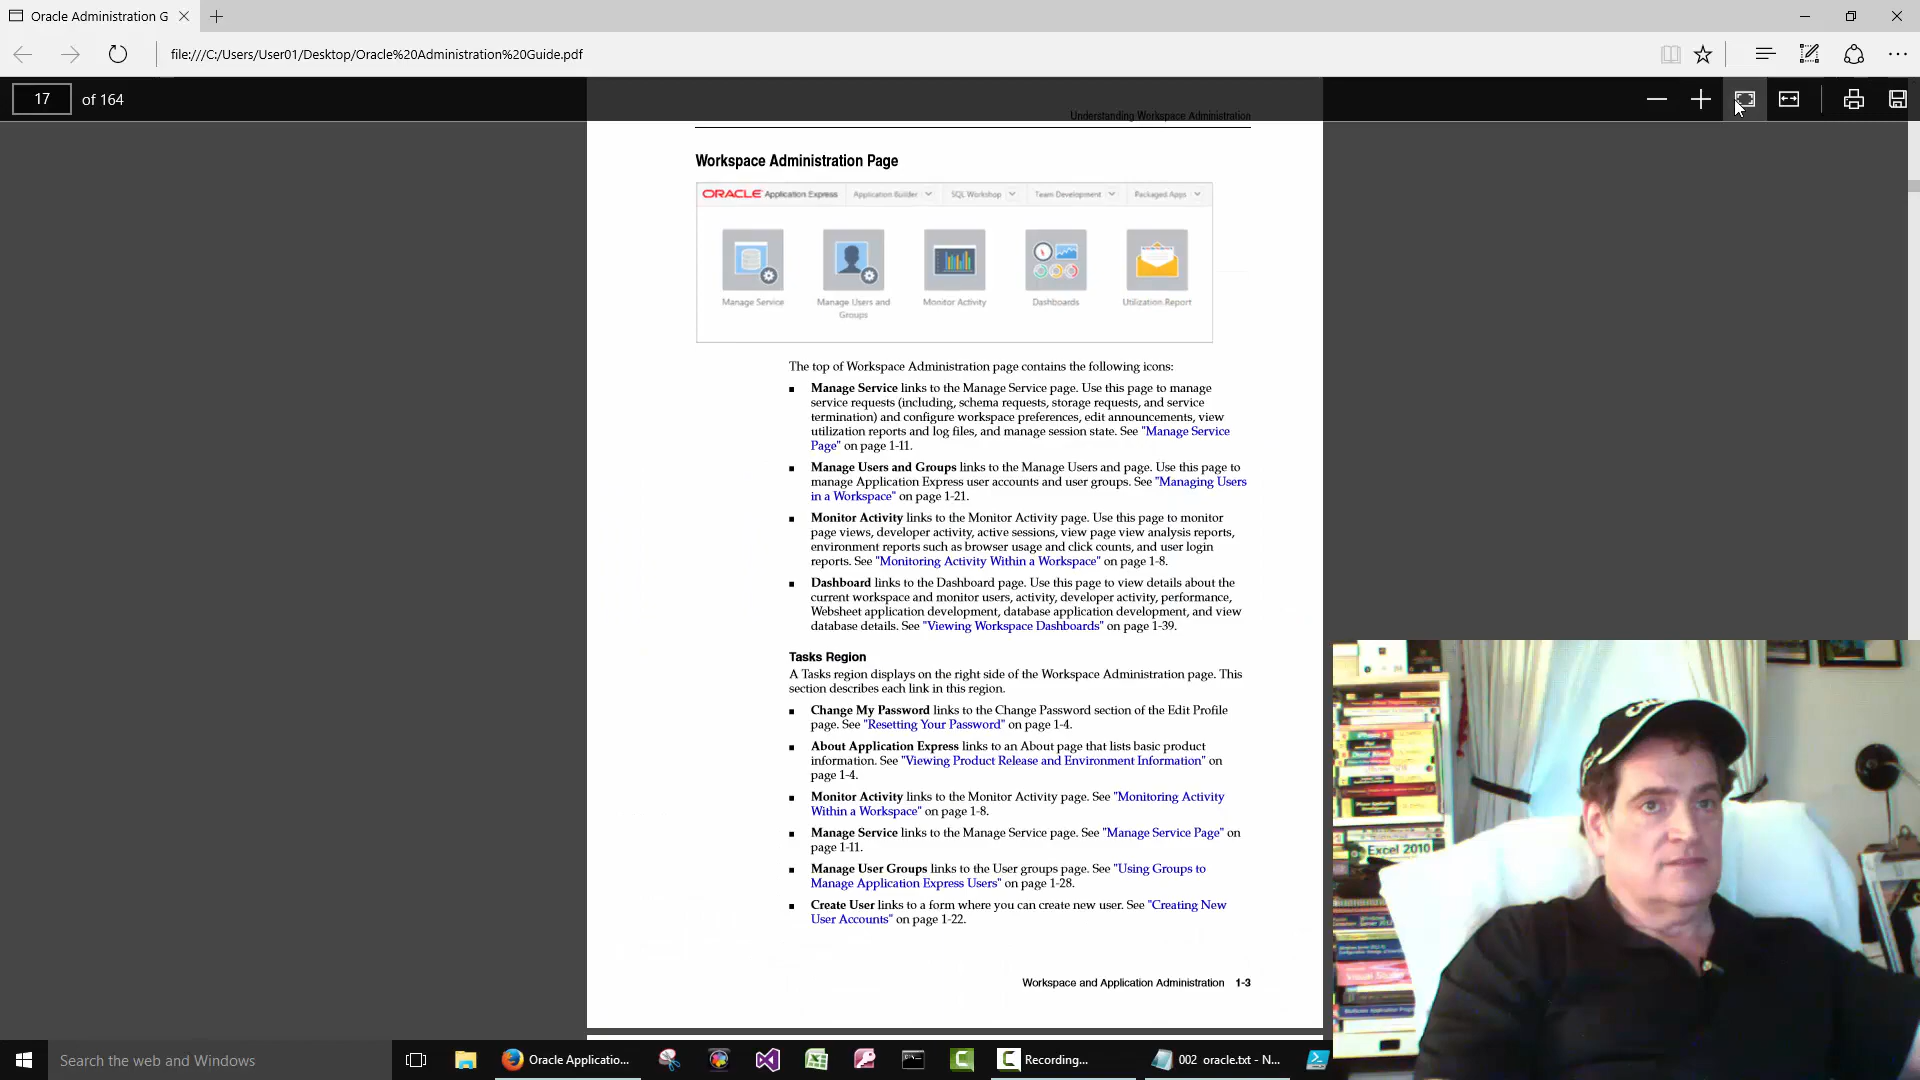 Oracle Administration G
file:///C:/Users/User01/Desktop/Oracle%20Administration%20Guide.pdf
17 of 164
Understanding Workspace Administration
Workspace Administration Page
ORACLE Application Express Application Builder SQL Workshop Team Development Packaged Apps
Manage Service Manage Users and Groups Monitor Activity Dashboards Utilization Report
The top of Workspace Administration page contains the following icons:
Manage Service links to the Manage Service page. Use this page to manage
service requests (including, schema requests, storage requests, and service
termination) and configure workspace preferences, edit announcements, view
utilization reports and log files, and manage session state. See "Manage Service
Page" on page 1-11.
Manage Users and Groups links to the Manage Users and page. Use this page to
manage Application Express user accounts and user groups. See "Managing Users
in a Workspace" on page 1-21.
Monitor Activity links to the Monitor Activity page. Use this page to monitor
page views, developer activity, active sessions, view page view analysis reports,
environment reports such as browser usage and click counts, and user login
reports. See "Monitoring Activity Within a Workspace" on page 1-8.
Dashboard links to the Dashboard page. Use this page to view details about the
current workspace and monitor users, activity, developer activity, performance,
Websheet application development, database application development, and view
database details. See "Viewing Workspace Dashboards" on page 1-39.
Tasks Region
A Tasks region displays on the right side of the Workspace Administration page. This
section describes each link in this region.
Change My Password links to the Change Password section of the Edit Profile
page. See "Resetting Your Password" on page 1-4.
About Application Express links to an About page that lists basic product
information. See "Viewing Product Release and Environment Information" on
page 1-4.
Monitor Activity links to the Monitor Activity page. See "Monitoring Activity
Within a Workspace" on page 1-8.
Manage Service links to the Manage Service page. See "Manage Service Page" on
page 1-11.
Manage User Groups links to the User groups page. See "Using Groups to
Manage Application Express Users" on page 1-28.
Create User links to a form where you can create new user. See "Creating New
User Accounts" on page 1-22.
Workspace and Application Administration 1-3
Excel 2010
Search the web and Windows
Oracle Applicatio...
Recording...
002 oracle.txt - N...